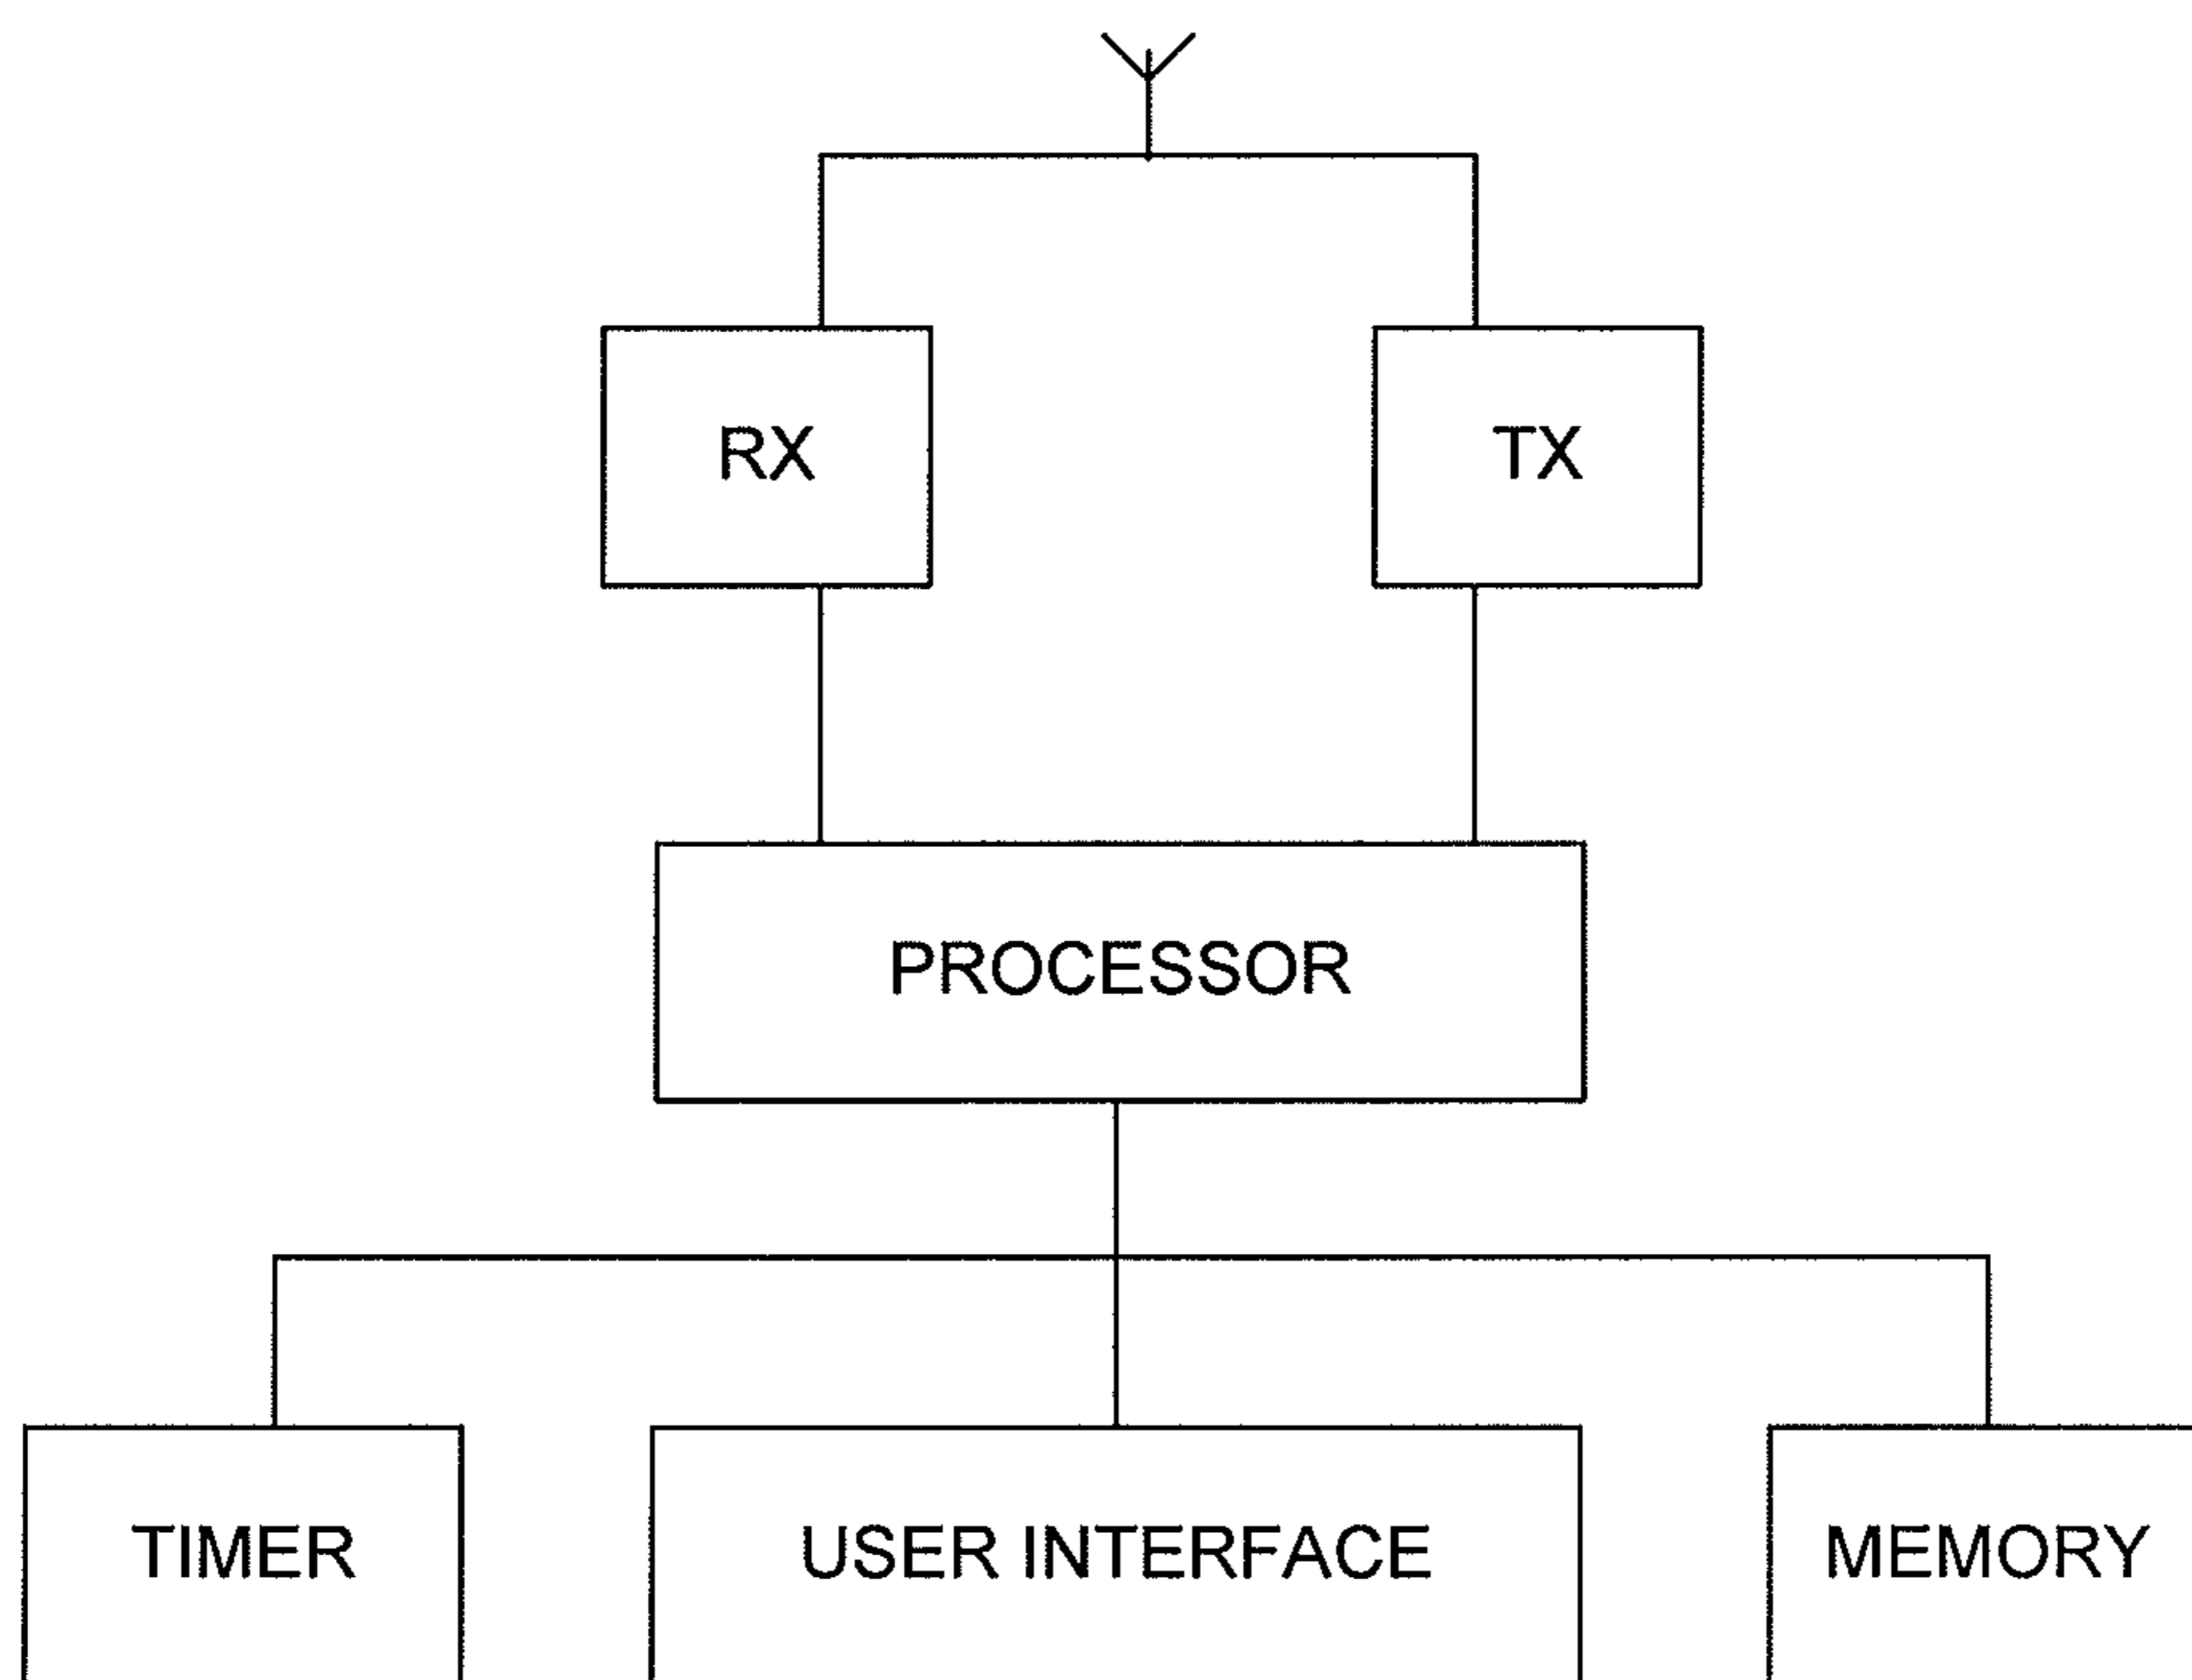 RX
TX
PROCESSOR
TIMER
USER INTERFACE
MEMORY